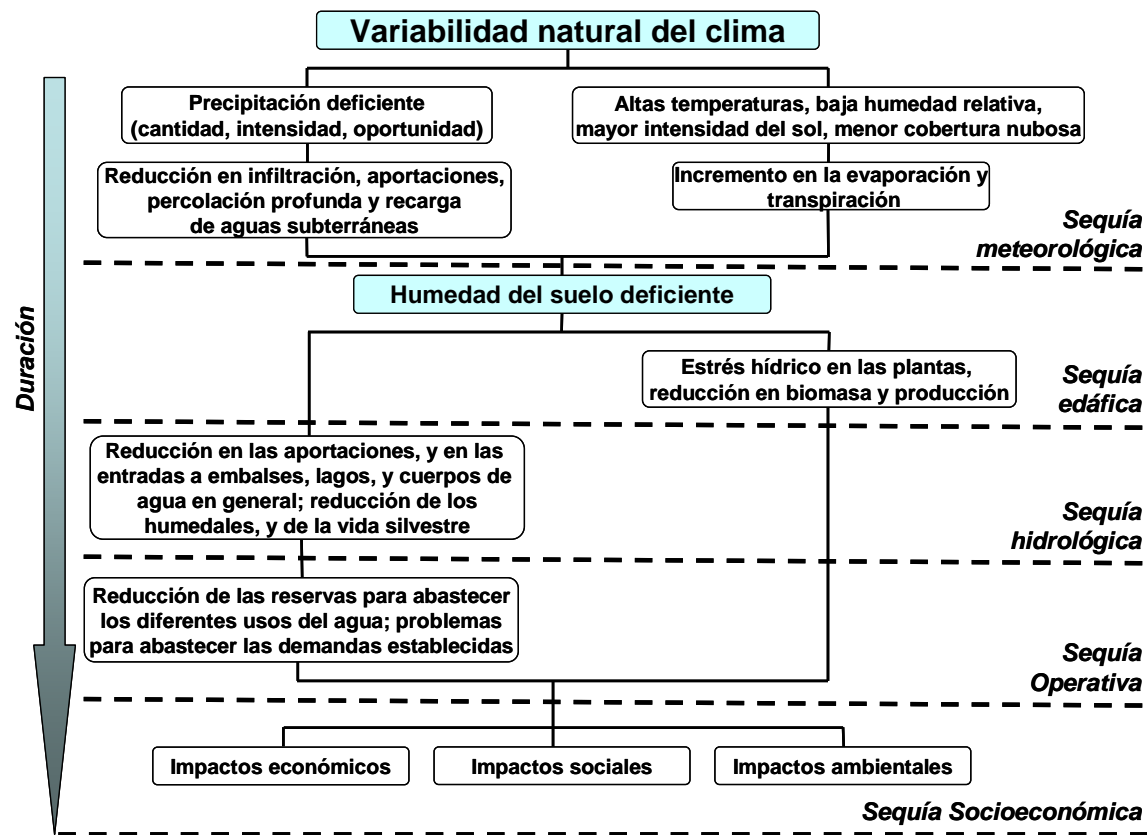 Variabilidad natural del clima
Precipitación deficiente
(cantidad, intensidad, oportunidad)
Altas temperaturas, baja humedad relativa,
mayor intensidad del sol, menor cobertura nubosa
Reducción en infiltración, aportaciones,
percolación profunda y recarga
de aguas subterráneas
Incremento en la evaporación y
transpiración
Sequía
meteorológica
Humedad del suelo deficiente
Duración
Estrés hídrico en las plantas,
reducción en biomasa y producción
Sequía
edáfica
Reducción en las aportaciones, y en las
entradas a embalses, lagos, y cuerpos de
agua en general; reducción de los
humedales, y de la vida silvestre
Sequía
hidrológica
Reducción de las reservas para abastecer
los diferentes usos del agua; problemas
para abastecer las demandas establecidas
Sequía
Operativa
Impactos económicos
Impactos sociales
Impactos ambientales
Sequía Socioeconómica